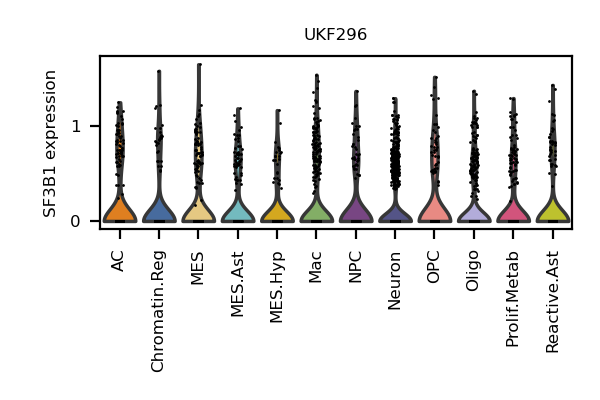 UKF296
SF3B1 expression
1
0
AC
Chromatin.Reg
MES
MES.Ast
MES.Hyp
Mac
NPC
Neuron
OPC
Oligo
Prolif.Metab
Reactive.Ast